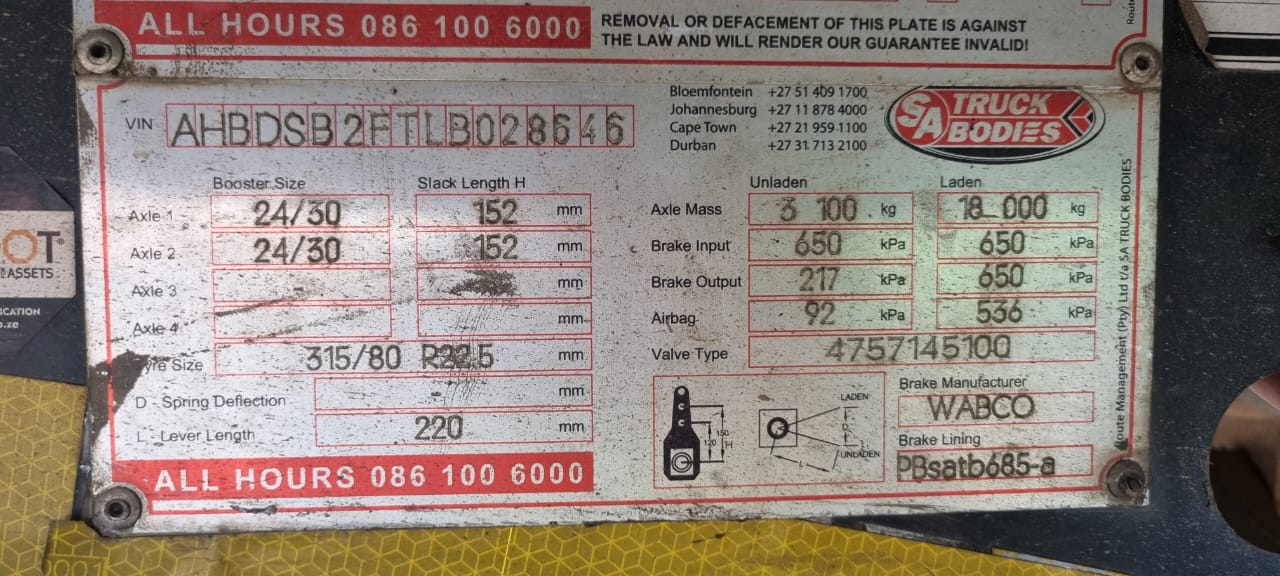 ALL HOURS 086 100 6000
REMOVAL OR DEFACEMENT OF THIS PLATE IS AGAINST
THE LAW AND WILL RENDER OUR GUARANTEE INVALID!
Route
VIN AHBDSB2FTLB028646
Bloemfontein +27 51 409 1700
Johannesburg +27 11 878 4000
Cape Town +27 21 959 1100
Durban +27 31 713 2100
SA TRUCK BODIES
Booster Size Slack Length H
Axle 1 24/30 152 mm
Axle 2 24/30 152 mm
Axle 3 mm
Axle 4 mm
Tyre Size 315/80 R22.5 mm
D - Spring Deflection mm
L - Lever Length 220 mm
Unladen Laden
Axle Mass 3 100 kg 18 000 kg
Brake Input 650 kPa 650 kPa
Brake Output 217 kPa 650 kPa
Airbag 92 kPa 536 kPa
Valve Type 4757145100
150
120
H
LADEN
D
L
UNLADEN
Brake Manufacturer
WABCO
Brake Lining
PBsatb685-a
ALL HOURS 086 100 6000
Route Management (Pty) Ltd t/a SA TRUCK BODIES
OT
ASSETS
ICATION
o.za
0001